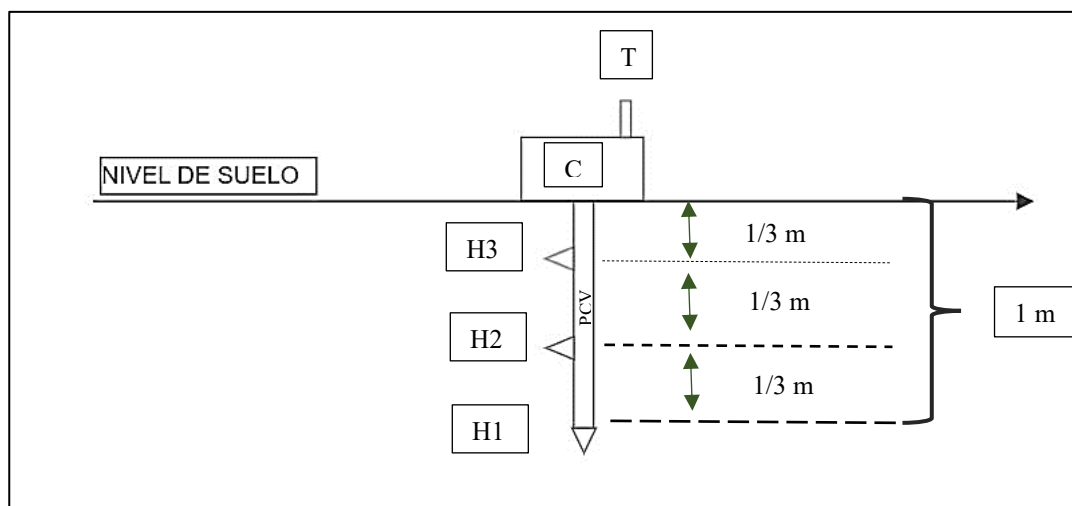 T
C
NIVEL DE SUELO
H3
1/3 m
PCV
1/3 m
H2
1 m
1/3 m
H1